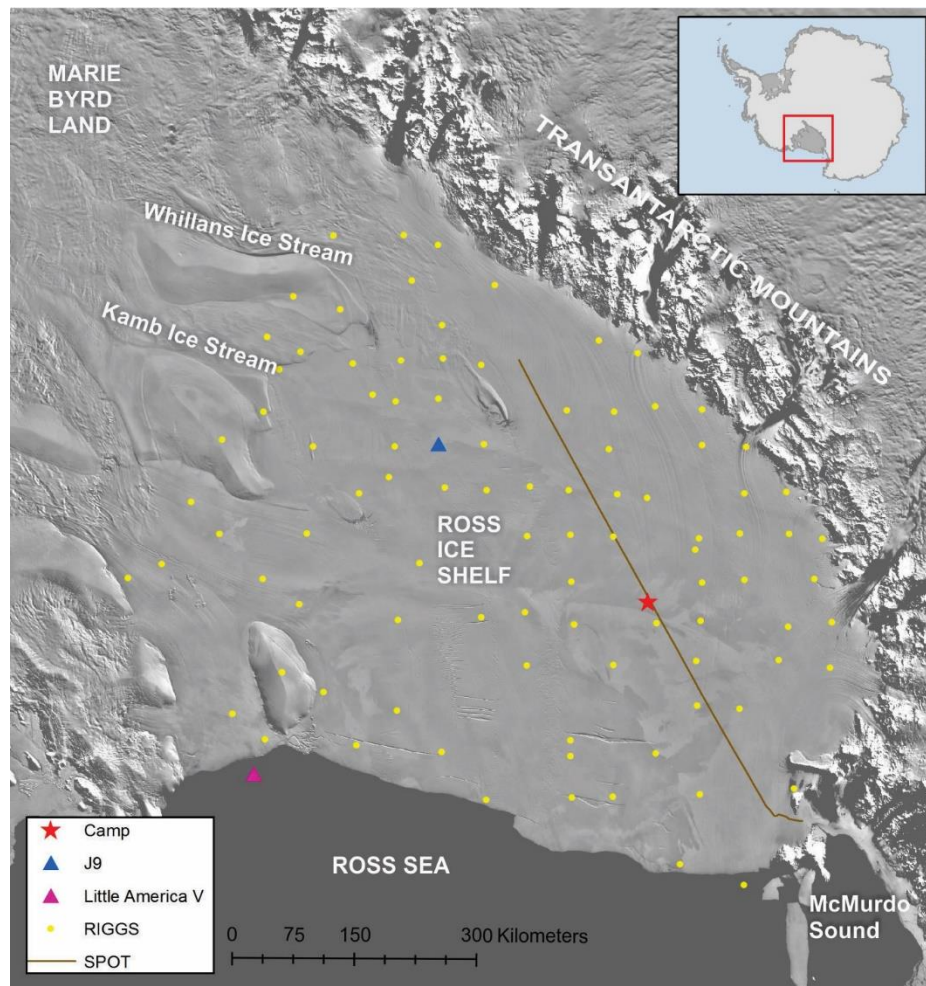 MARIE
BYRD
LAND
TRANSANTARCTIC MOUNTAINS
Whillans Ice Stream
Kamb Ice Stream
ROSS
ICE
SHELF
ROSS SEA
McMurdo
Sound
Camp
J9
Little America V
RIGGS
SPOT
0 75 150 300 Kilometers